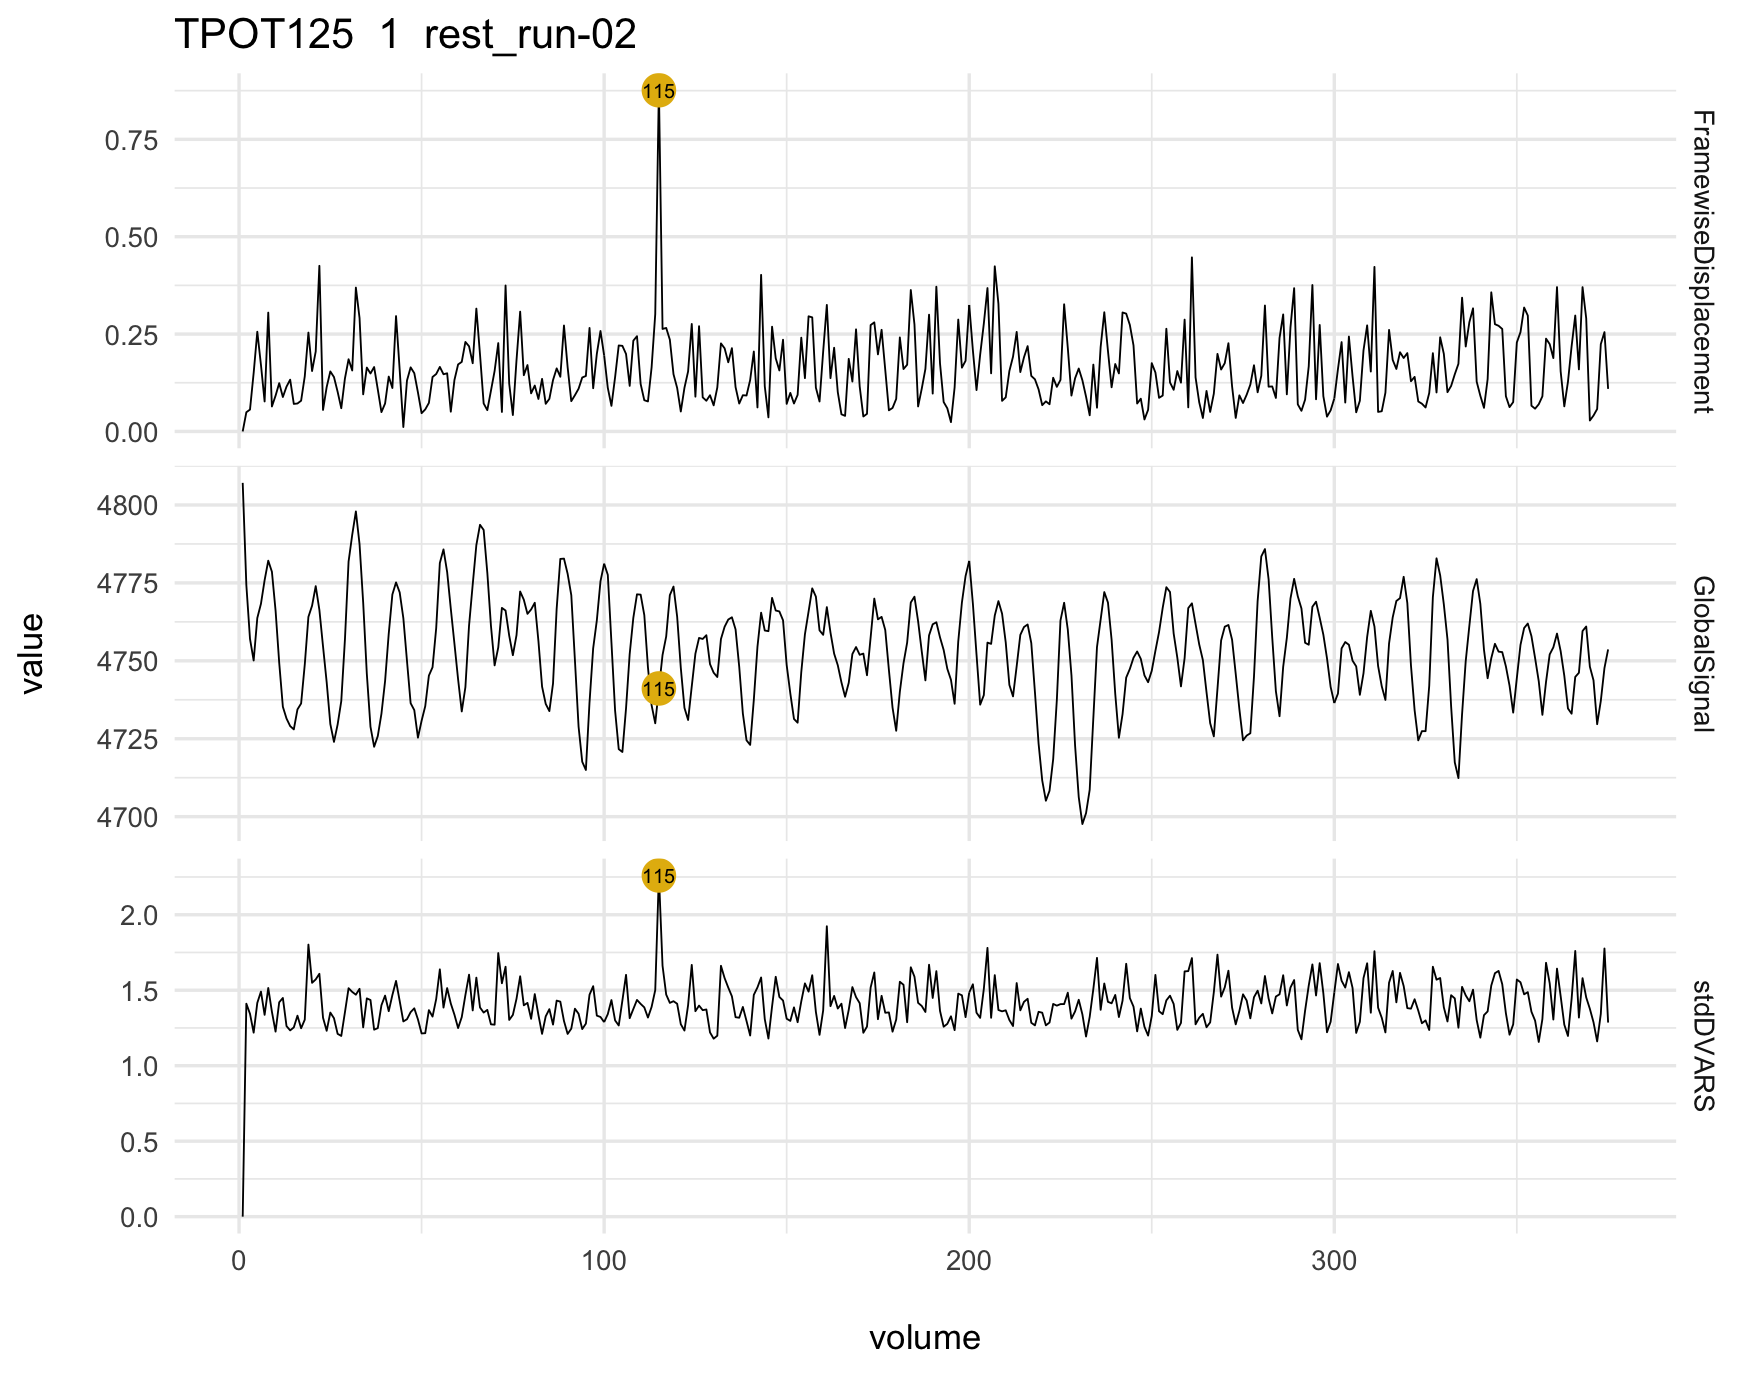 TPOT125 1 rest_run-02
115
0.75
0.50
0.25
0.00
FramewiseDisplacement
4800
4775
4750
4725
4700
115
GlobalSignal
value
115
2.0
1.5
1.0
0.5
0.0
stdDVARS
0 100 200 300
volume